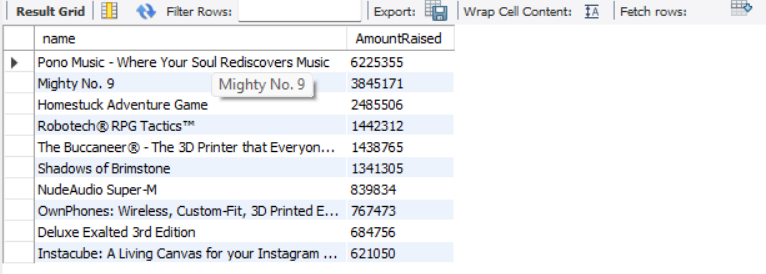 Result Grid Filter Rows: Export: Wrap Cell Content: IA Fetch rows:
name AmountRaised
Pono Music - Where Your Soul Rediscovers Music 6225355
Mighty No. 9 3845171
Mighty No. 9
Homestuck Adventure Game 2485506
Robotech® RPG Tactics™ 1442312
The Buccaneer® - The 3D Printer that Everyon... 1438765
Shadows of Brimstone 1341305
NudeAudio Super-M 839834
OwnPhones: Wireless, Custom-Fit, 3D Printed E... 767473
Deluxe Exalted 3rd Edition 684756
Instacube: A Living Canvas for your Instagram ... 621050